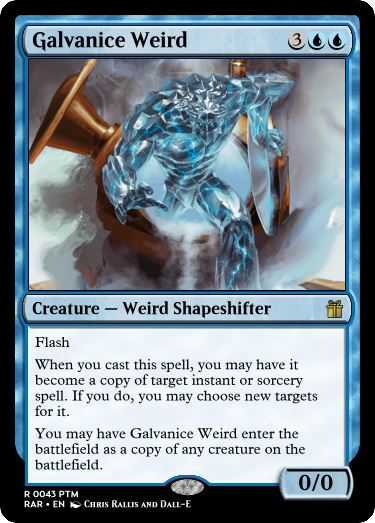 Galvanice Weird 3
Creature — Weird Shapeshifter
Flash
When you cast this spell, you may have it
become a copy of target instant or sorcery
spell. If you do, you may choose new targets
for it.
You may have Galvanice Weird enter the
battlefield as a copy of any creature on the
battlefield.
0/0
R 0043 PTM
RAR • EN Chris Rallis and Dall-E